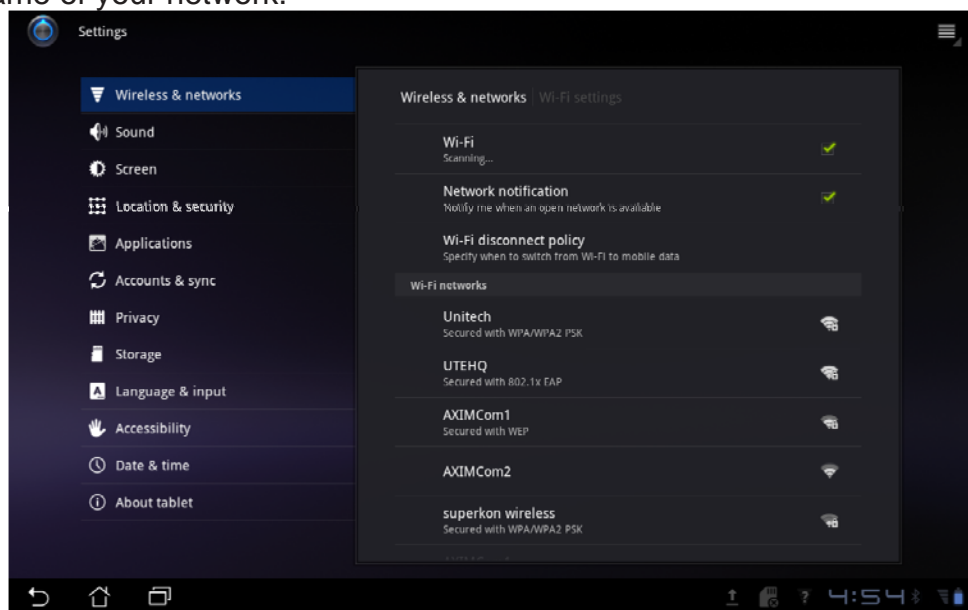 ame of your network.
Settings
Wireless & networks
Sound
Screen
Location & security
Applications
Accounts & sync
Privacy
Storage
Language & input
Accessibility
Date & time
About tablet
Wireless & networks Wi-Fi settings
Wi-Fi
Scanning...
Network notification
Notify me when an open network is available
Wi-Fi disconnect policy
Specify when to switch from Wi-Fi to mobile data
Wi-Fi networks
Unitech
Secured with WPA/WPA2 PSK
UTEHQ
Secured with 802.1x EAP
AXIMCom1
Secured with WEP
AXIMCom2
superkon wireless
Secured with WPA/WPA2 PSK
4:54